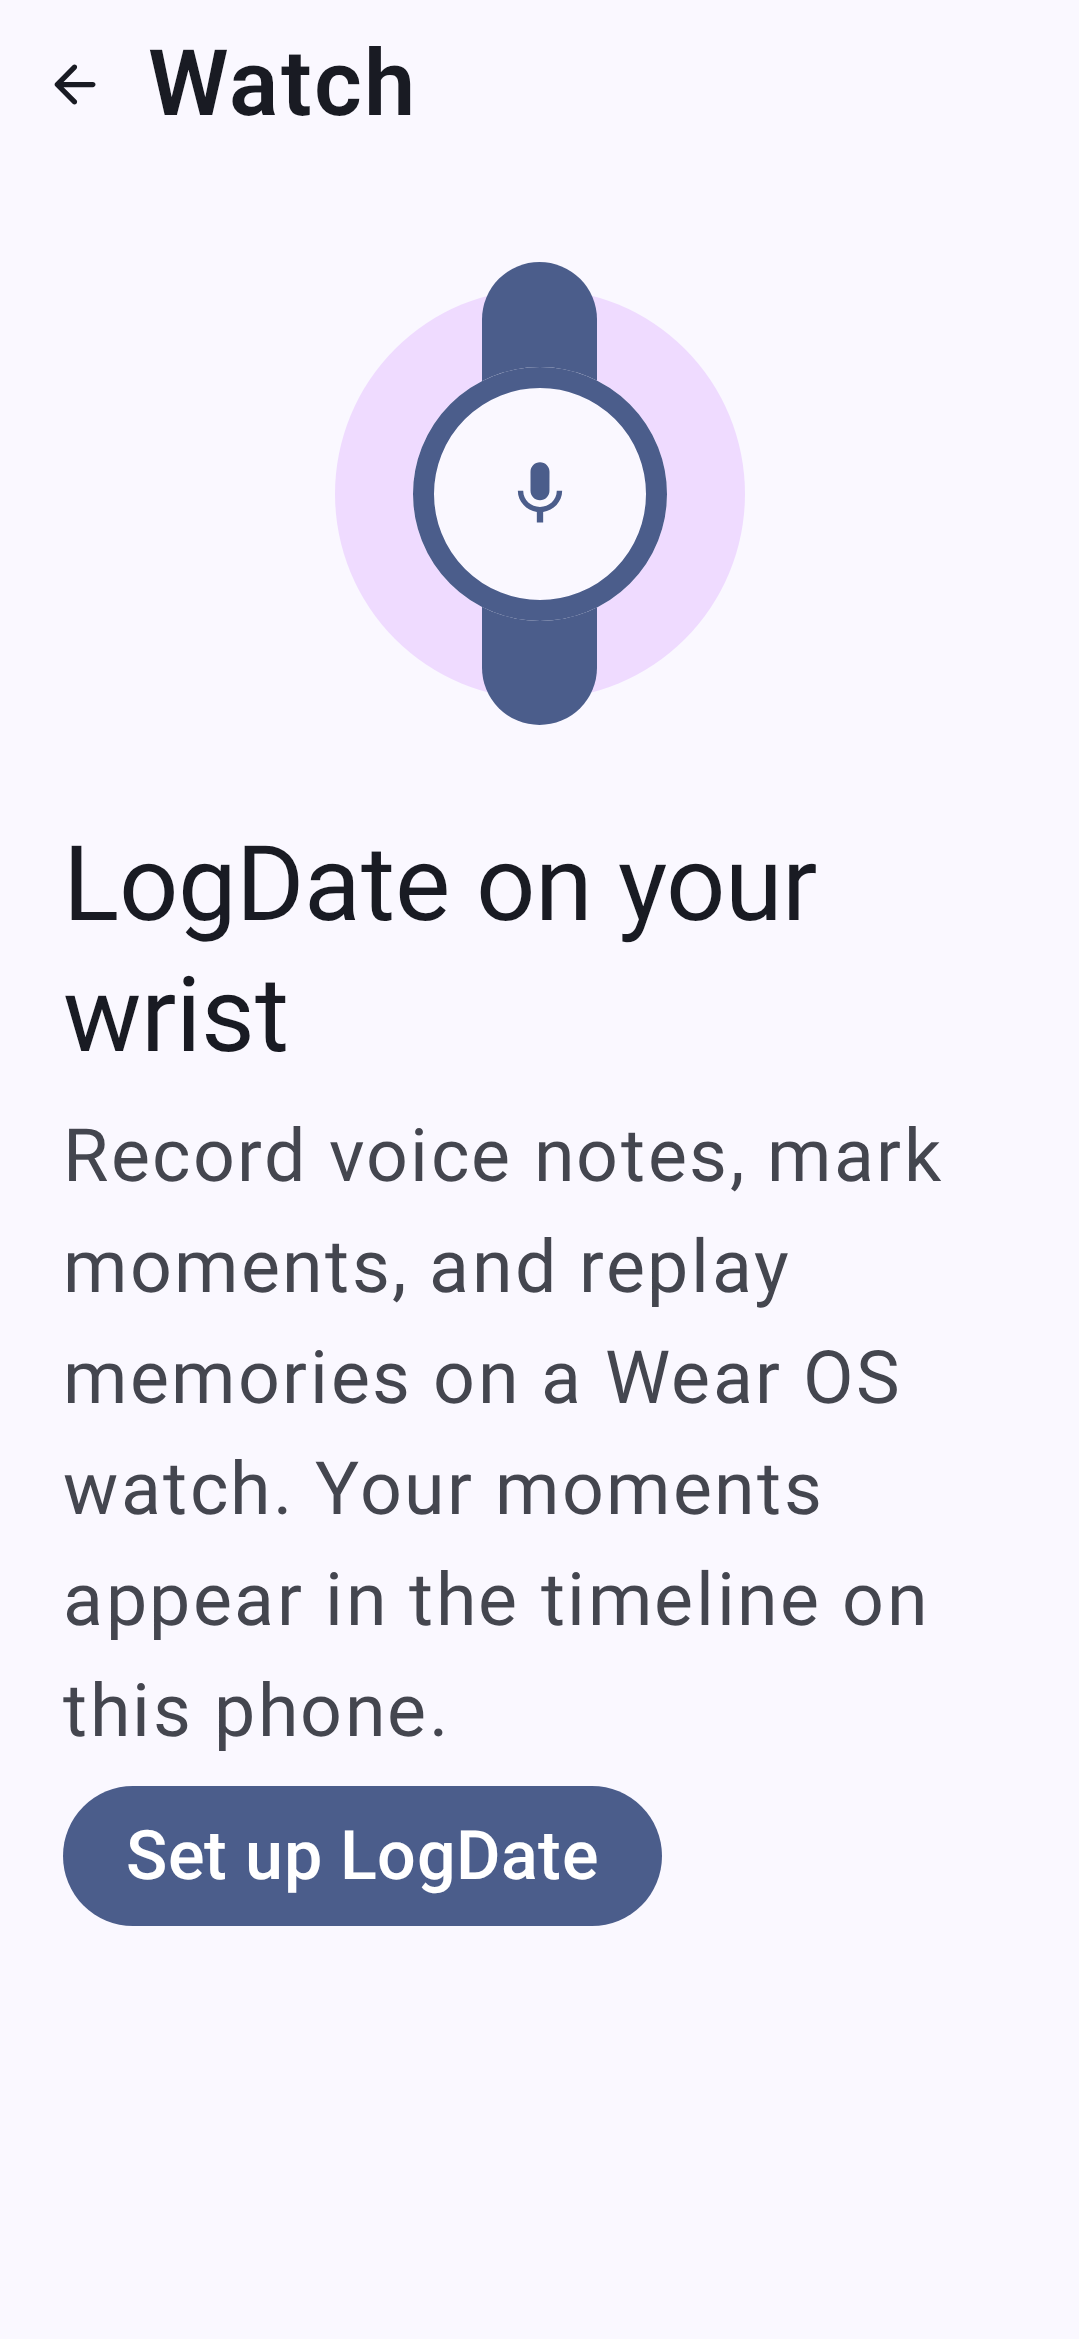 Watch
LogDate on your
wrist
Record voice notes, mark
moments, and replay
memories on a Wear OS
watch. Your moments
appear in the timeline on
this phone.
Set up LogDate